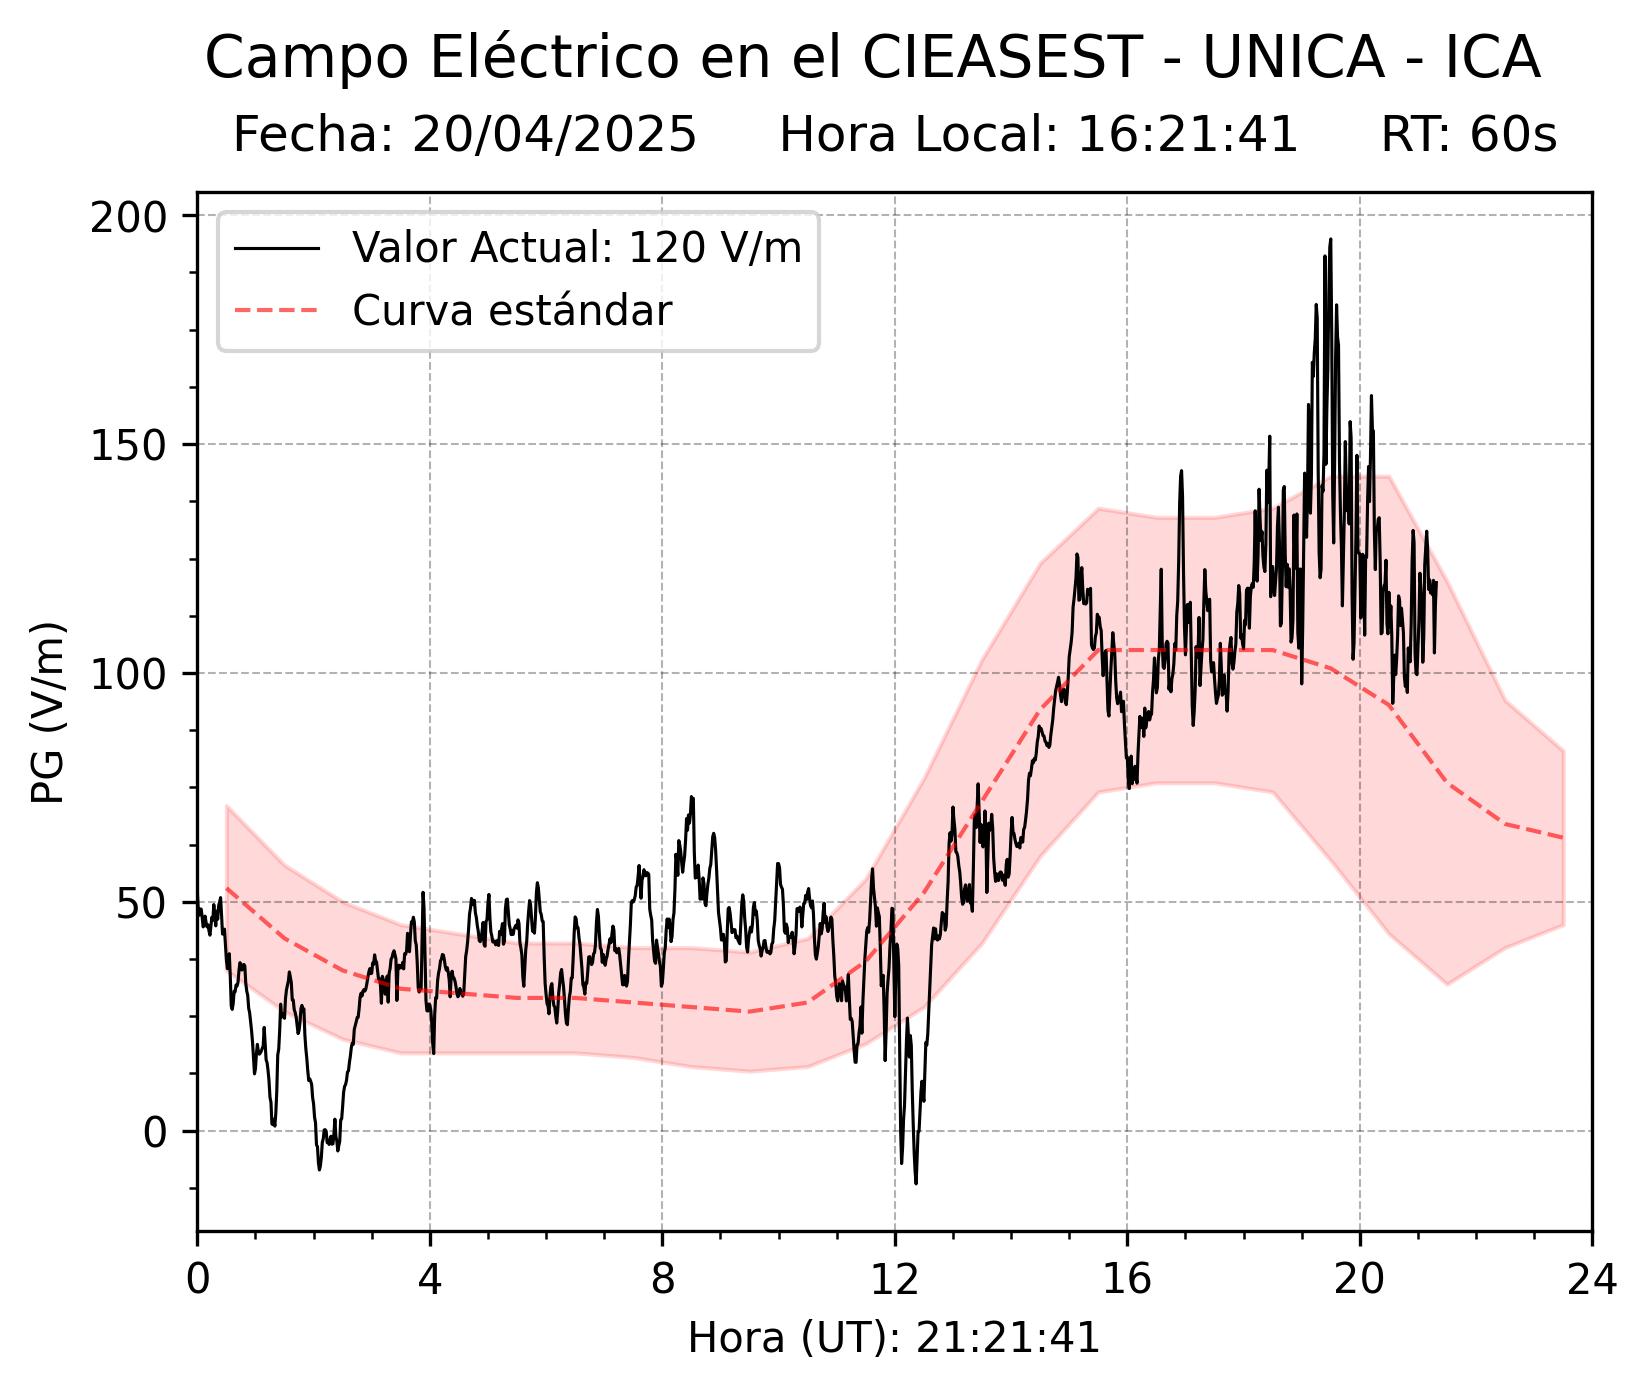 Campo Eléctrico en el CIEASEST - UNICA - ICA
Fecha: 20/04/2025 Hora Local: 16:21:41 RT: 60s
Valor Actual: 120 V/m
Curva estándar
PG (V/m)
200
150
100
50
0
0 4 8 12 16 20 24
Hora (UT): 21:21:41